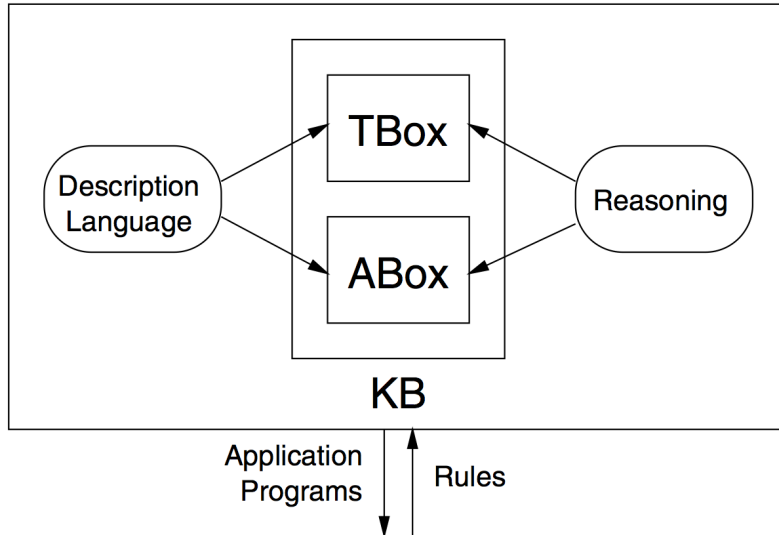 TBox
Description
Language
Reasoning
ABox
KB
Application
Programs
Rules